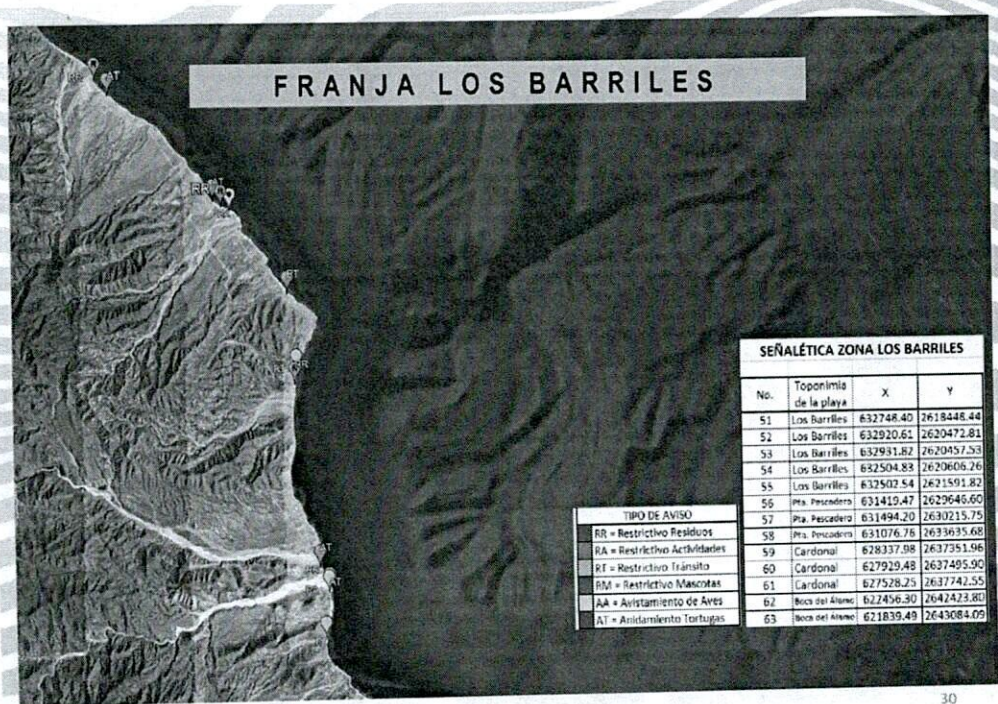 FRANJA LOS BARRILES
AT
RR
AT
RT
AT
AT
SEÑALÉTICA ZONA LOS BARRILES
No. Toponimia de la playa X Y
51 Los Barriles 632748.40 2618448.44
52 Los Barriles 632920.61 2620472.81
53 Los Barriles 632931.82 2620457.53
54 Los Barriles 632504.83 2620606.26
55 Los Barriles 632502.54 2621591.82
56 Pta. Pescadero 631419.47 2629646.60
57 Pta. Pescadero 631494.20 2630215.75
58 Pta. Pescadero 631076.76 2633635.68
59 Cardonal 628337.98 2637351.96
60 Cardonal 627929.48 2637495.90
61 Cardonal 627528.25 2637742.55
62 Boca del Álamo 622456.30 2642423.80
63 Boca del Álamo 621839.49 2643084.09
TIPO DE AVISO
RR = Restrictivo Residuos
RA = Restrictivo Actividades
RT = Restrictivo Tránsito
RM = Restrictivo Mascotas
AA = Avistamiento de Aves
AT = Anidamiento Tortugas
30